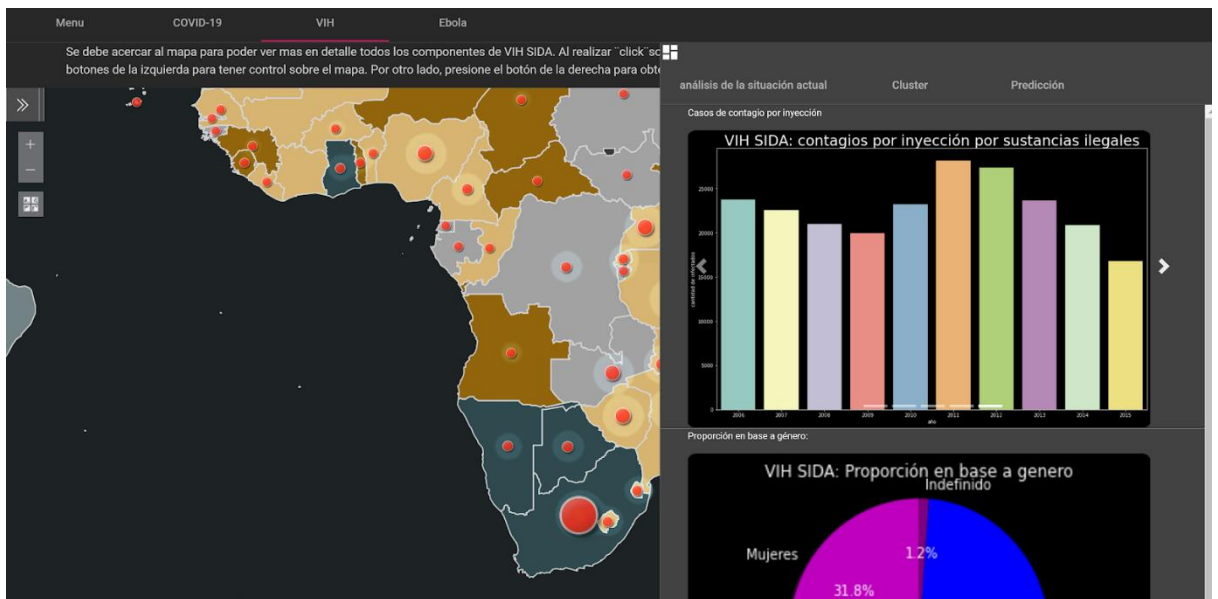 Menu
COVID-19
VIH
Ebola
Se debe acercar al mapa para poder ver mas en detalle todos los componentes de VIH SIDA. Al realizar ¨click¨so
botones de la izquierda para tener control sobre el mapa. Por otro lado, presione el botón de la derecha para obte
análisis de la situación actual
Cluster
Predicción
Casos de contagio por inyección
VIH SIDA: contagios por inyección por sustancias ilegales
cantidad de infectados
25000
20000
15000
10000
5000
0
2006
2007
2008
2009
2010
2011
2012
2013
2014
2015
año
Proporción en base a género:
VIH SIDA: Proporción en base a genero
Indefinido
Mujeres
1.2%
31.8%